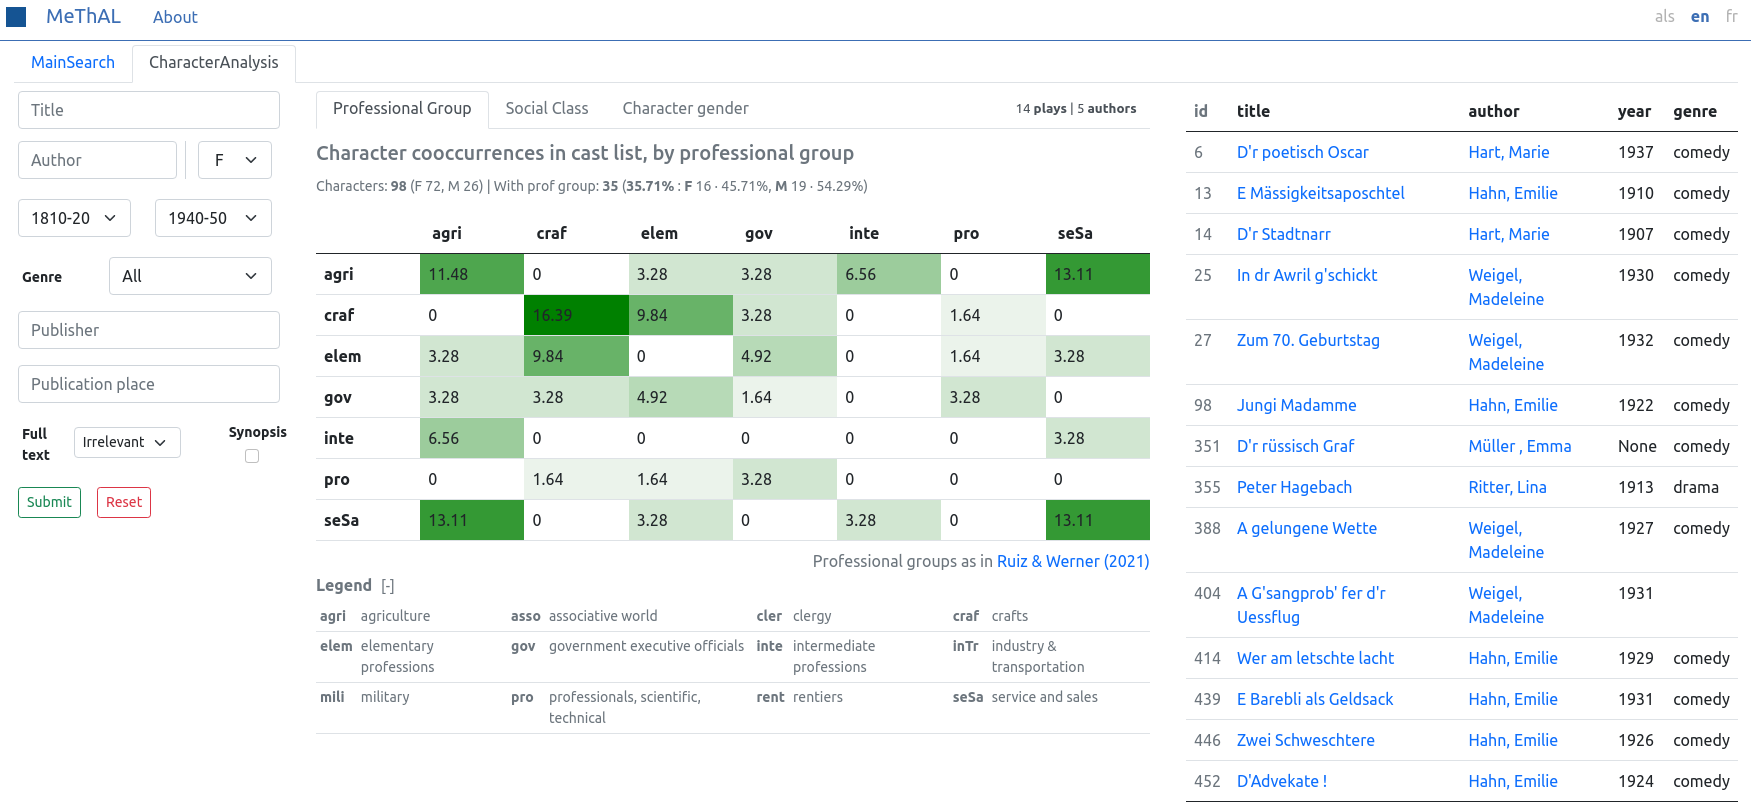 MeThAL About als en fr
MainSearch CharacterAnalysis
Title
Author F
1810-20 1940-50
Genre All
Publisher
Publication place
Full text Irrelevant Synopsis
Submit Reset
Professional Group Social Class Character gender 14 plays | 5 authors
Character cooccurrences in cast list, by professional group
Characters: 98 (F 72, M 26) | With prof group: 35 (35.71% : F 16 · 45.71%, M 19 · 54.29%)
agri craf elem gov inte pro seSa
agri 11.48 0 3.28 3.28 6.56 0 13.11
craf 0 16.39 9.84 3.28 0 1.64 0
elem 3.28 9.84 0 4.92 0 1.64 3.28
gov 3.28 3.28 4.92 1.64 0 3.28 0
inte 6.56 0 0 0 0 0 3.28
pro 0 1.64 1.64 3.28 0 0 0
seSa 13.11 0 3.28 0 3.28 0 13.11
Professional groups as in Ruiz & Werner (2021)
Legend [-]
agri agriculture asso associative world cler clergy craf crafts
elem elementary professions gov government executive officials inte intermediate professions inTr industry & transportation
mili military pro professionals, scientific, technical rent rentiers seSa service and sales
id title author year genre
6 D'r poetisch Oscar Hart, Marie 1937 comedy
13 E Mässigkeitsaposchtel Hahn, Emilie 1910 comedy
14 D'r Stadtnarr Hart, Marie 1907 comedy
25 In dr Awril g'schickt Weigel, Madeleine 1930 comedy
27 Zum 70. Geburtstag Weigel, Madeleine 1932 comedy
98 Jungi Madamme Hahn, Emilie 1922 comedy
351 D'r rüssisch Graf Müller , Emma None comedy
355 Peter Hagebach Ritter, Lina 1913 drama
388 A gelungene Wette Weigel, Madeleine 1927 comedy
404 A G'sangprob' fer d'r Uessflug Weigel, Madeleine 1931
414 Wer am letschte lacht Hahn, Emilie 1929 comedy
439 E Barebli als Geldsack Hahn, Emilie 1931 comedy
446 Zwei Schweschtere Hahn, Emilie 1926 comedy
452 D'Advekate ! Hahn, Emilie 1924 comedy